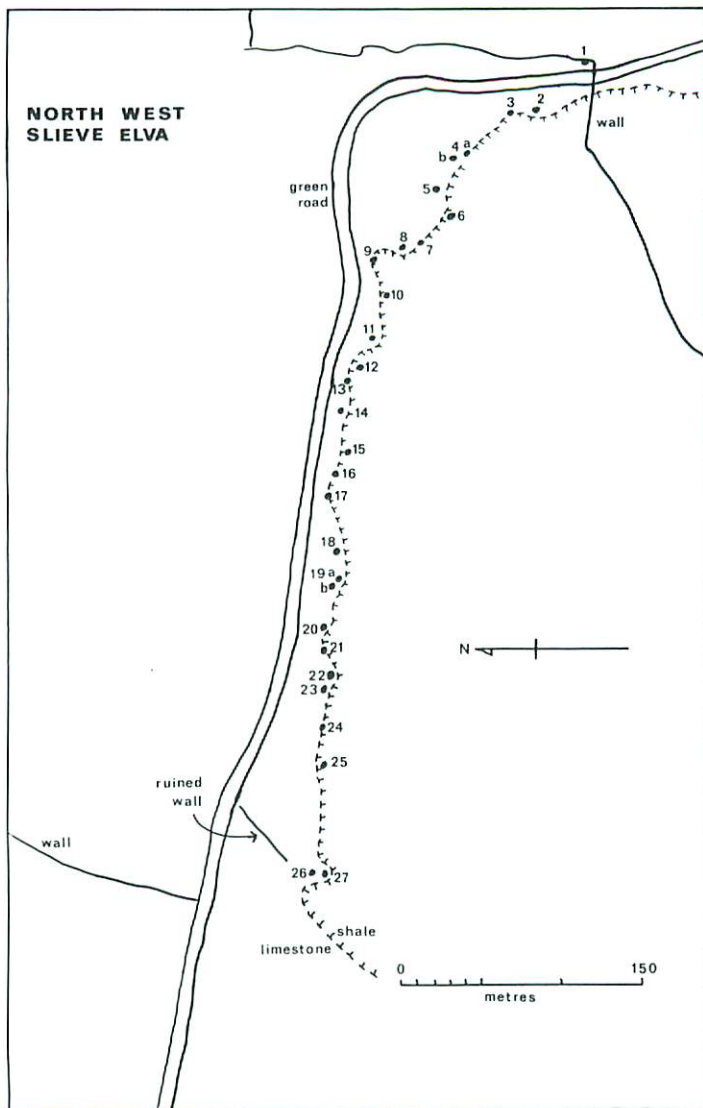 NORTH WEST
SLIEVE ELVA
1
3 2
wall
4 a
b
green
road
5
6
8
7
9
10
11
12
13
14
15
16
17
18
19 a
b
20
N
21
22
23
24
25
ruined
wall
wall
26 27
shale
limestone
0 150
metres